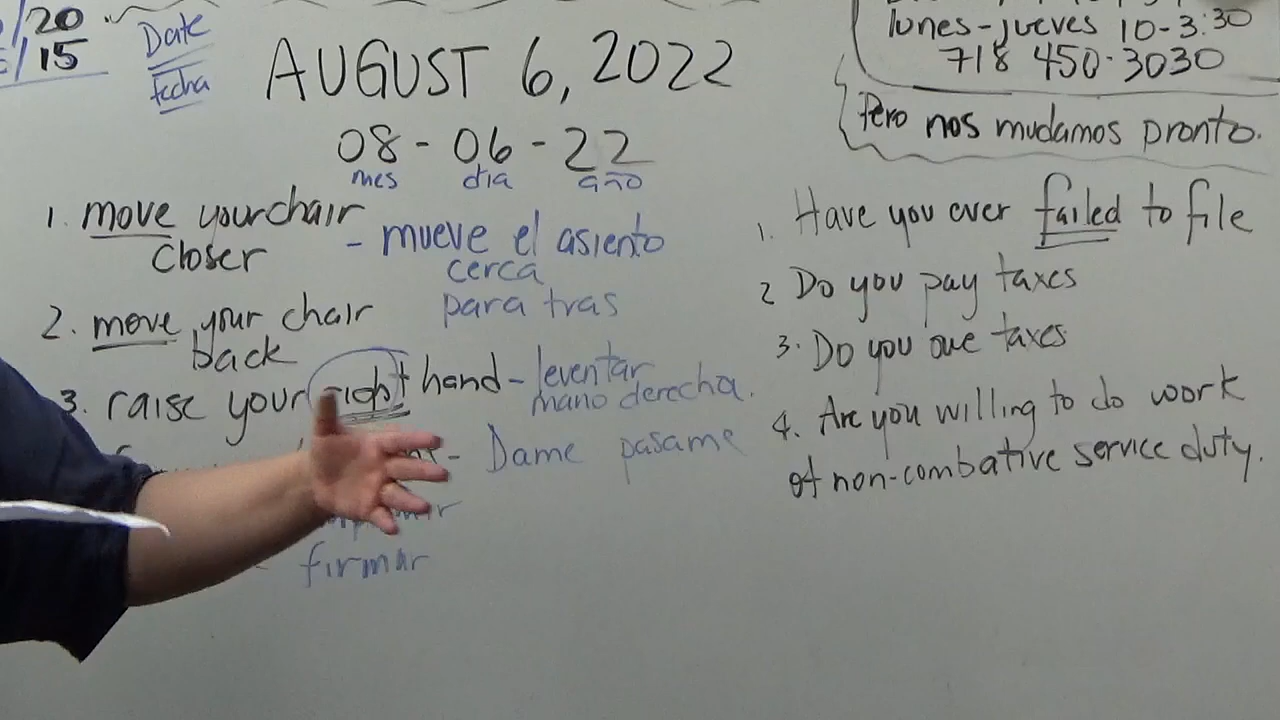 /20
/15
Date
fecha
AUGUST 6, 2022
08-06-22
mes dia año
1. move your chair
closer
- mueve el asiento
cerca
para tras
2. move your chair
back
3. raise your right hand - leventar
mano derecha.
- Dame pasame
firmar
lunes-jueves 10-3:30
718 450-3030
Pero nos mudamos pronto.
1. Have you ever failed to file
2 Do you pay taxes
3. Do you owe taxes
4. Are you willing to do work
of non-combative service duty.